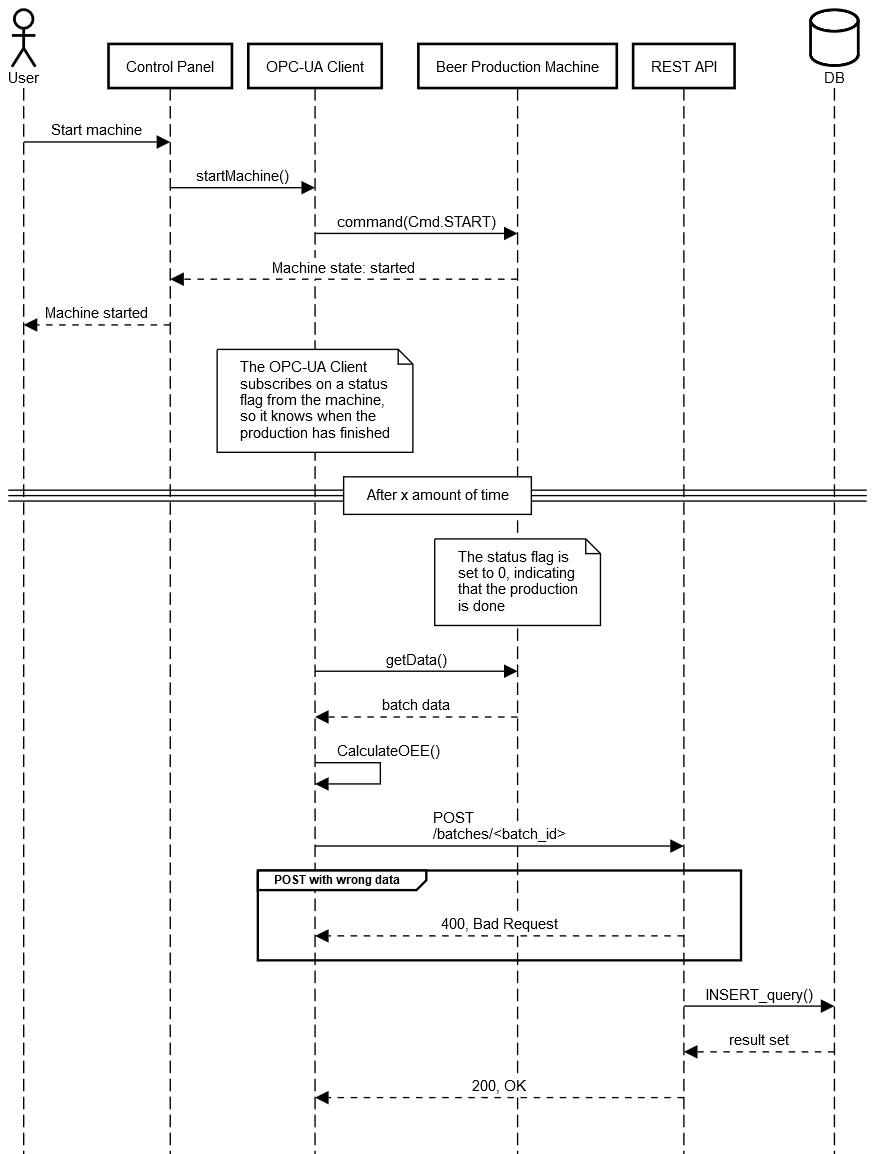 User
Control Panel
OPC-UA Client
Beer Production Machine
REST API
DB
Start machine
startMachine()
command(Cmd.START)
Machine state: started
Machine started
The OPC-UA Client
subscribes on a status
flag from the machine,
so it knows when the
production has finished
After x amount of time
The status flag is
set to 0, indicating
that the production
is done
getData()
batch data
CalculateOEE()
POST
/batches/<batch_id>
POST with wrong data
400, Bad Request
INSERT_query()
result set
200, OK